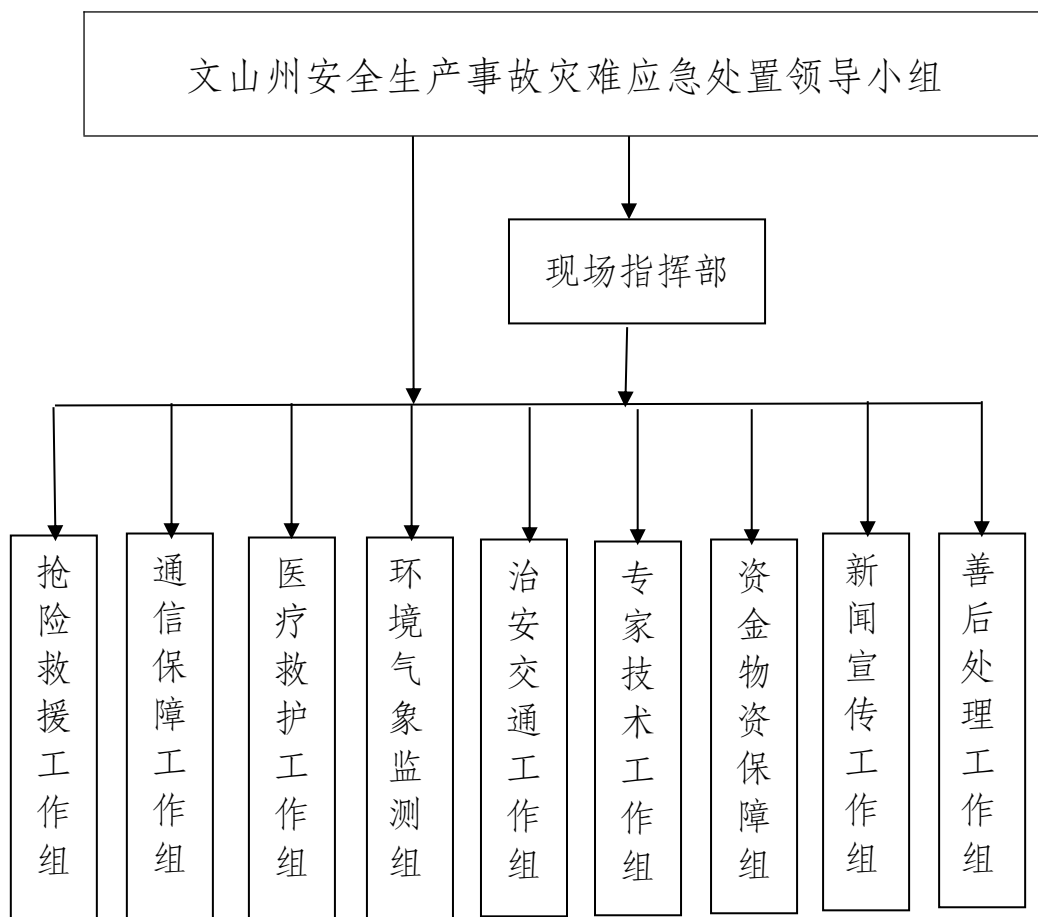 文山州安全生产事故灾难应急处置领导小组
现场指挥部
抢险救援工作组
通信保障工作组
医疗救护工作组
环境气象监测组
治安交通工作组
专家技术工作组
资金物资保障组
新闻宣传工作组
善后处理工作组